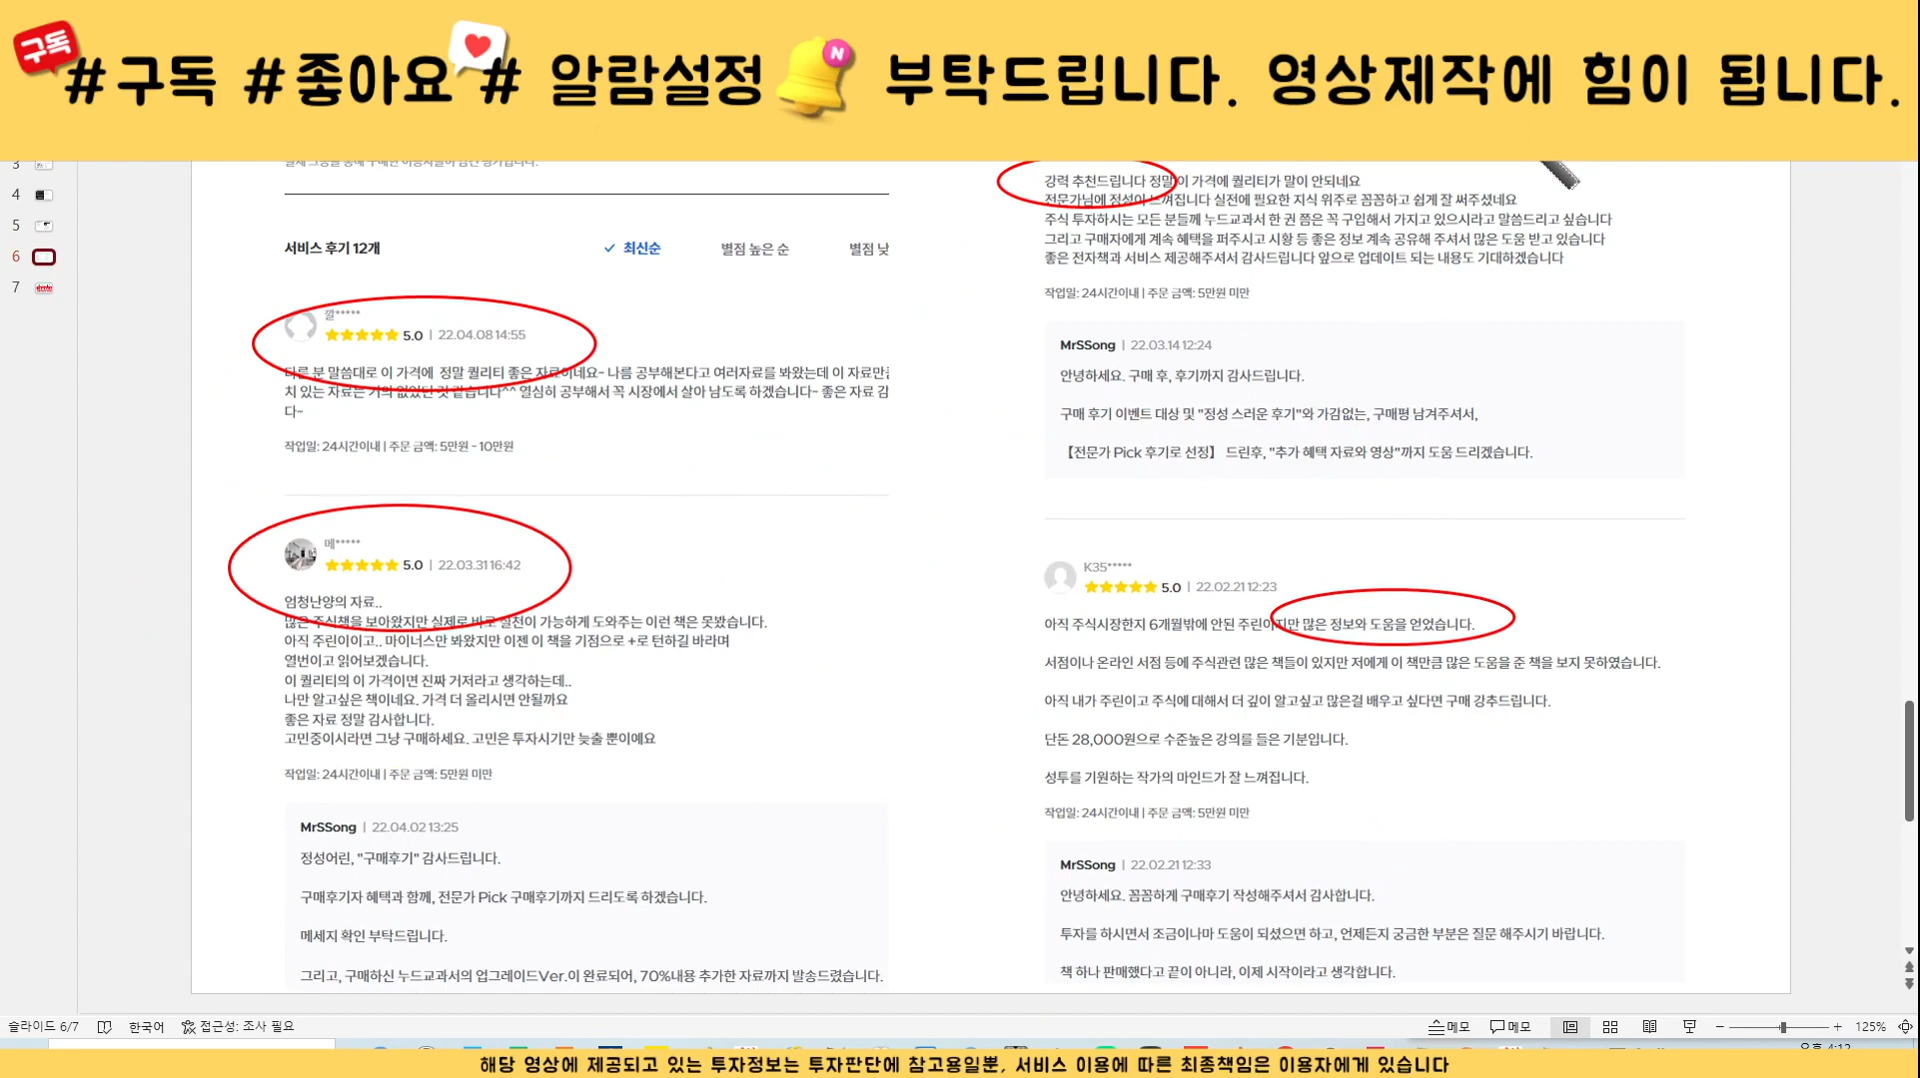 구독
#구독 #좋아요 # 알람설정 N 부탁드립니다. 영상제작에 힘이 됩니다.
3
4
5
6
7
서비스 후기 12개
최신순
별점 높은 순
별점 낮
깔*****
5.0 | 22.04.08 14:55
다른 분 말씀대로 이 가격에 정말 퀄리티 좋은 자료이네요~ 나름 공부해본다고 여러자료를 봐왔는데 이 자료만큼
치 있는 자료는 거의 없었던 것 같습니다^^ 열심히 공부해서 꼭 시장에서 살아 남도록 하겠습니다~ 좋은 자료 감
다~
작업일: 24시간이내 | 주문 금액: 5만원 - 10만원
메*****
5.0 | 22.03.31 16:42
엄청난양의 자료..
많은 주식책을 보아왔지만 실제로 바로 실전이 가능하게 도와주는 이런 책은 못봤습니다.
아직 주린이이고.. 마이너스만 봐왔지만 이젠 이 책을 기점으로 +로 턴하길 바라며
열번이고 읽어보겠습니다.
이 퀄리티의 이 가격이면 진짜 거저라고 생각하는데..
나만 알고싶은 책이네요. 가격 더 올리시면 안될까요
좋은 자료 정말 감사합니다.
고민중이시라면 그냥 구매하세요. 고민은 투자시기만 늦출 뿐이에요
작업일: 24시간이내 | 주문 금액: 5만원 미만
MrSSong | 22.04.02 13:25
정성어린, "구매후기" 감사드립니다.
구매후기자 혜택과 함께, 전문가 Pick 구매후기까지 드리도록 하겠습니다.
메세지 확인 부탁드립니다.
그리고, 구매하신 누드교과서의 업그레이드Ver.이 완료되어, 70%내용 추가한 자료까지 발송드렸습니다.
강력 추천드립니다 정말 이 가격에 퀄리티가 말이 안되네요
전문가님에 정성이 느껴집니다 실전에 필요한 지식 위주로 꼼꼼하고 쉽게 잘 써주셨네요
주식 투자하시는 모든 분들께 누드교과서 한 권 쯤은 꼭 구입해서 가지고 있으시라고 말씀드리고 싶습니다
그리고 구매자에게 계속 혜택을 퍼주시고 시황 등 좋은 정보 계속 공유해 주셔서 많은 도움 받고 있습니다
좋은 전자책과 서비스 제공해주셔서 감사드립니다 앞으로 업데이트 되는 내용도 기대하겠습니다
작업일: 24시간이내 | 주문 금액: 5만원 미만
MrSSong | 22.03.14 12:24
안녕하세요. 구매 후, 후기까지 감사드립니다.
구매 후기 이벤트 대상 및 "정성 스러운 후기"와 가감없는, 구매평 남겨주셔서,
【전문가 Pick 후기로 선정】 드린후, "추가 혜택 자료와 영상"까지 도움 드리겠습니다.
K35*****
5.0 | 22.02.21 12:23
아직 주식시장한지 6개월밖에 안된 주린이지만 많은 정보와 도움을 얻었습니다.
서점이나 온라인 서점 등에 주식관련 많은 책들이 있지만 저에게 이 책만큼 많은 도움을 준 책을 보지 못하였습니다.
아직 내가 주린이고 주식에 대해서 더 깊이 알고싶고 많은걸 배우고 싶다면 구매 강추드립니다.
단돈 28,000원으로 수준높은 강의를 들은 기분입니다.
성투를 기원하는 작가의 마인드가 잘 느껴집니다.
작업일: 24시간이내 | 주문 금액: 5만원 미만
MrSSong | 22.02.21 12:33
안녕하세요. 꼼꼼하게 구매후기 작성해주셔서 감사합니다.
투자를 하시면서 조금이나마 도움이 되셨으면 하고, 언제든지 궁금한 부분은 질문 해주시기 바랍니다.
책 하나 판매했다고 끝이 아니라, 이제 시작이라고 생각합니다.
슬라이드 6/7 한국어 접근성: 조사 필요 메모 메모 125%
해당 영상에 제공되고 있는 투자정보는 투자판단에 참고용일뿐, 서비스 이용에 따른 최종책임은 이용자에게 있습니다